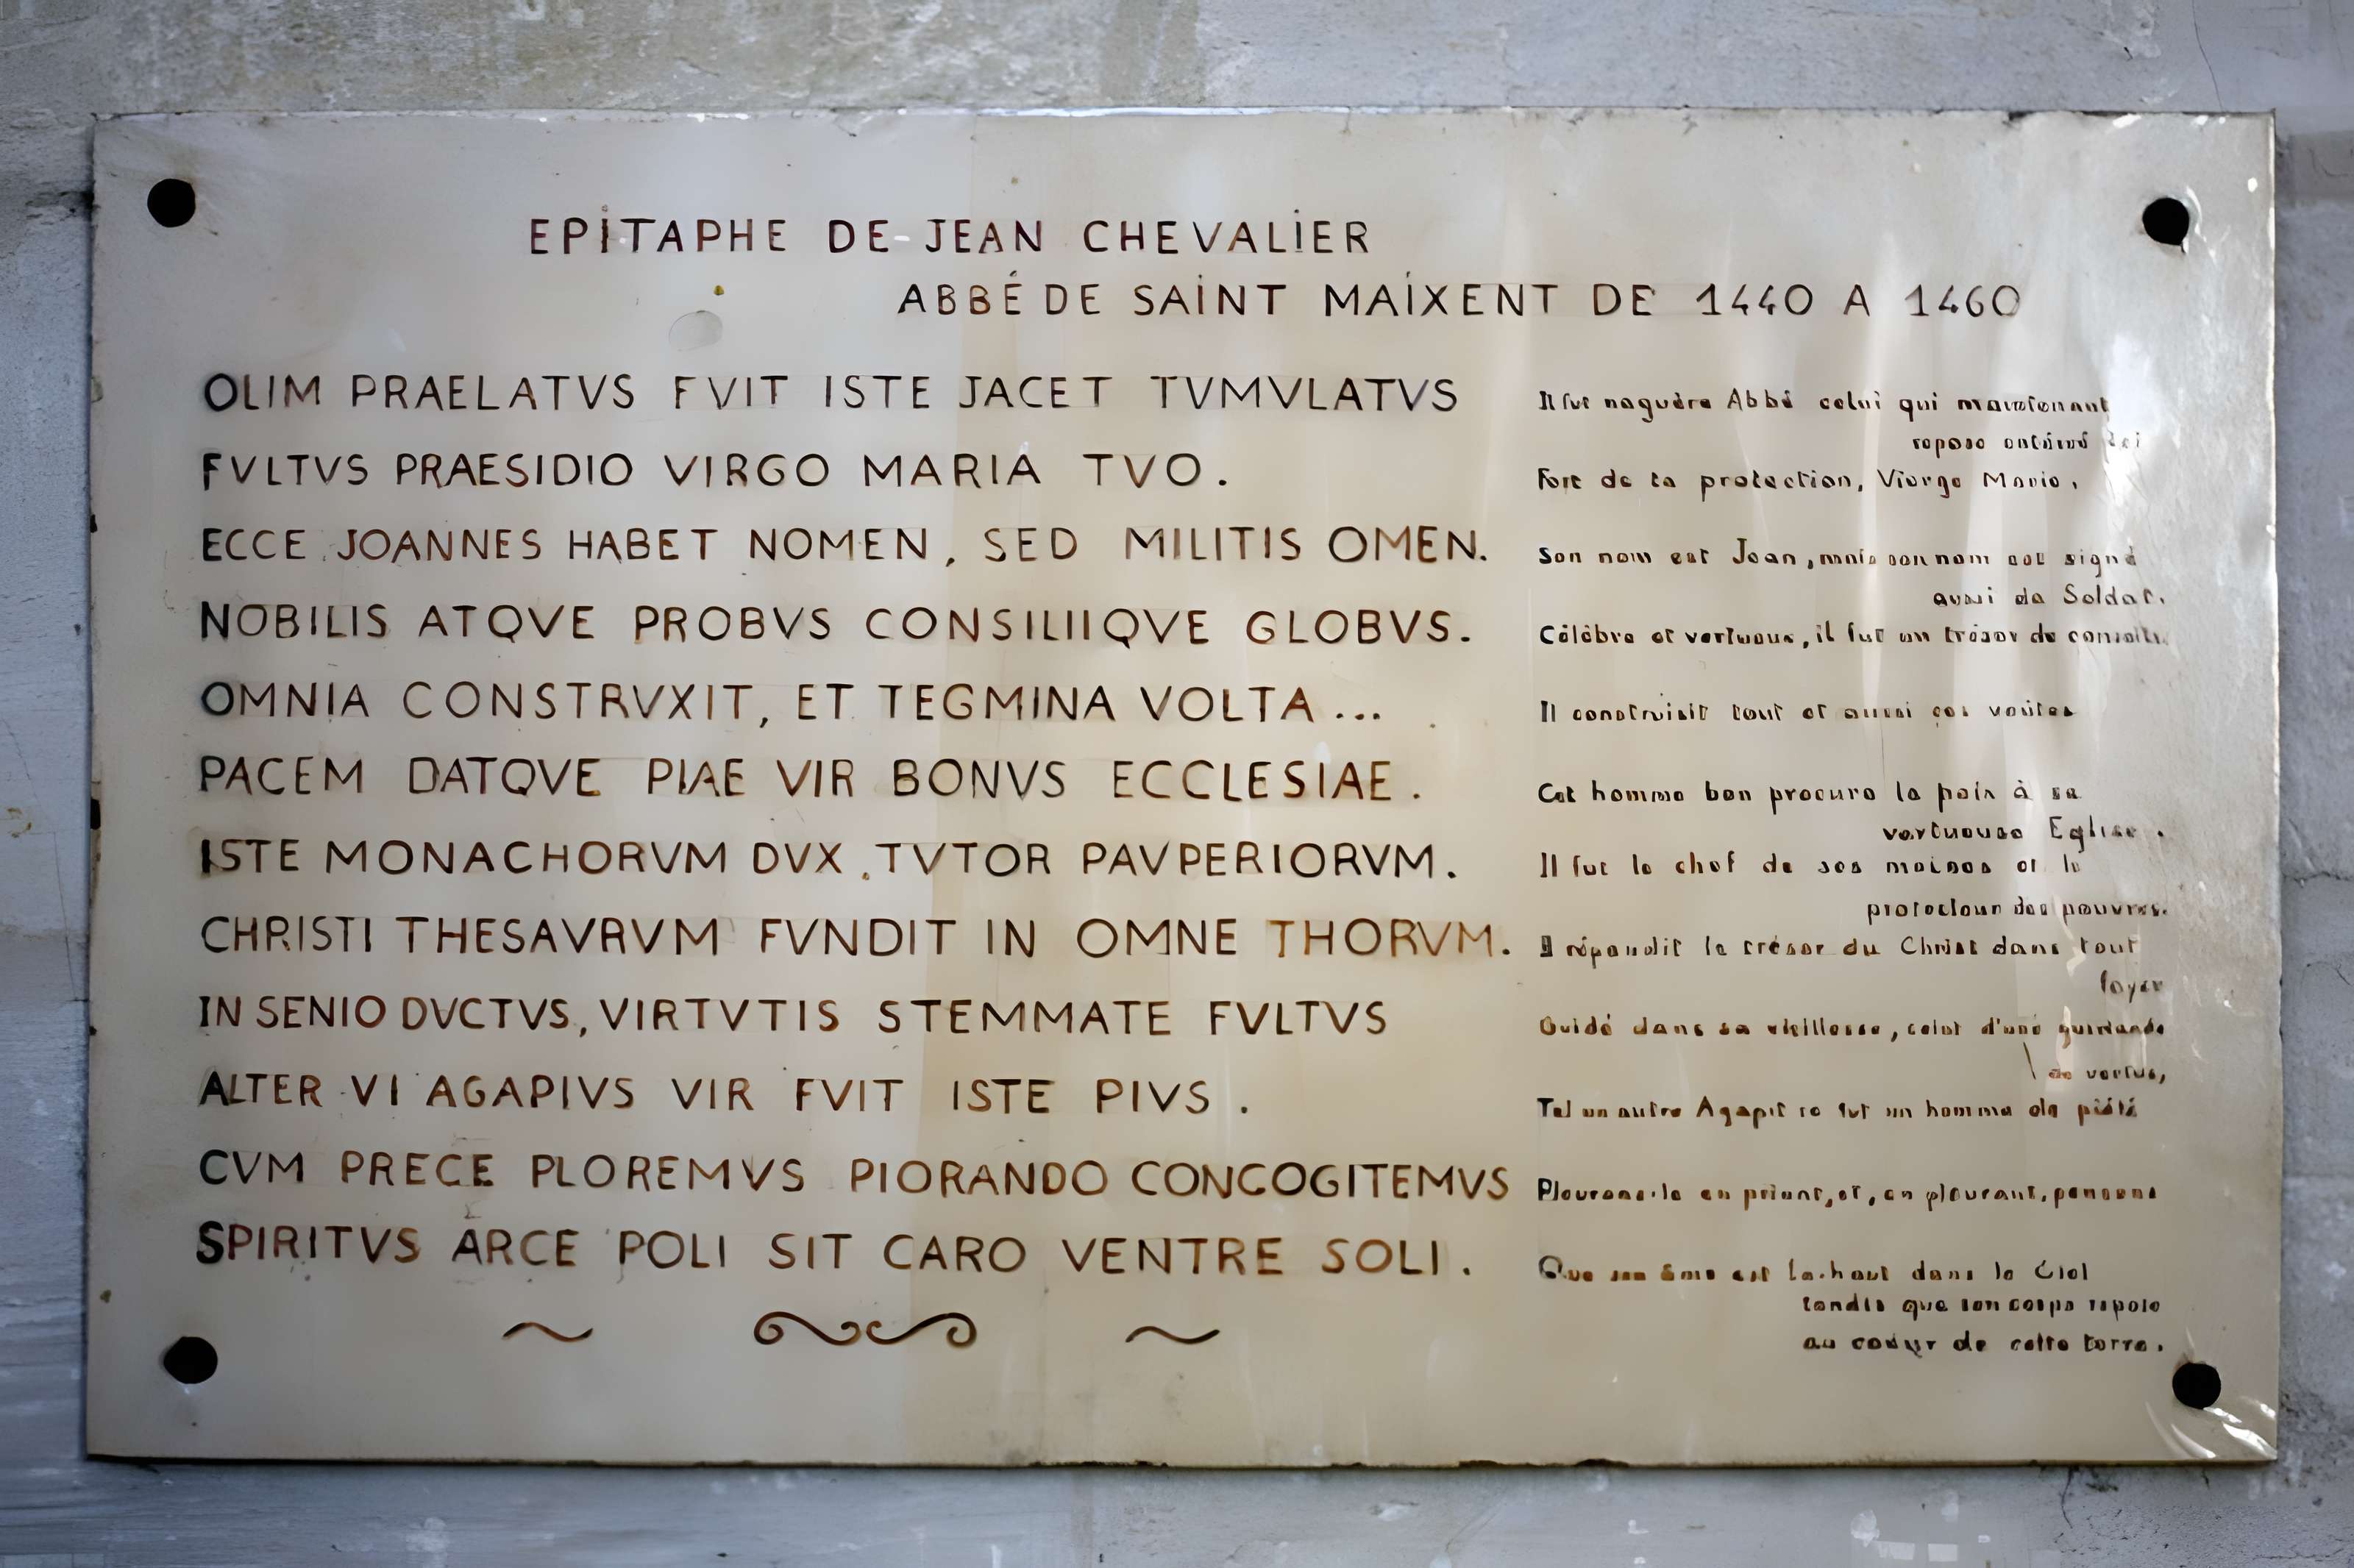 EPITAPHE DE JEAN CHEVALIER
ABBÉ DE SAINT MAIXENT DE 1440 A 1460
OLIM PRAELATVS FVIT ISTE JACET TVMVLATVS
FVLTVS PRAESIDIO VIRGO MARIA TVO.
ECCE JOANNES HABET NOMEN, SED MILITIS OMEN.
NOBILIS ATQVE PROBVS CONSILIIQVE GLOBVS.
OMNIA CONSTRVXIT, ET TEGMINA VOLTA...
PACEM DATQVE PIAE VIR BONVS ECCLESIAE.
ISTE MONACHORVM DVX. TVTOR PAVPERIORVM.
CHRISTI THESAVRVM FVNDIT IN OMNE THORVM.
IN SENIO DVCTVS, VIRTVTIS STEMMATE FVLTVS
ALTER VI AGAPIVS VIR FVIT ISTE PIVS.
CVM PRECE PLOREMVS PIORANDO CONCOGITEMVS
SPIRITVS ARCE POLI SIT CARO VENTRE SOLI.
Il fut naguère Abbé celui qui maintenant
repose
Fort de ta protection, Vierge Marie,
Son nom est Jean, mais son nom est signe
aussi de Soldat.
Célèbre et vertueux, il fut un trésor de conseils.
Il construisit tout et aussi ces voûtes
Cet homme bon procura la paix à sa
vertueuse Eglise.
Il fut le chef de ses moines et le
protecteur des pauvres.
Il répandit le trésor du Christ dans tout
foyer
Guidé dans sa vieillesse, ceint d'une guirlande
de vertus,
Tel un autre Agapit ce fut un homme de piété
Pleurons-le en priant, et, en pleurant, pensons
Que son âme est là-haut dans le Ciel
tandis que son corps repose
au coeur de cette terre.